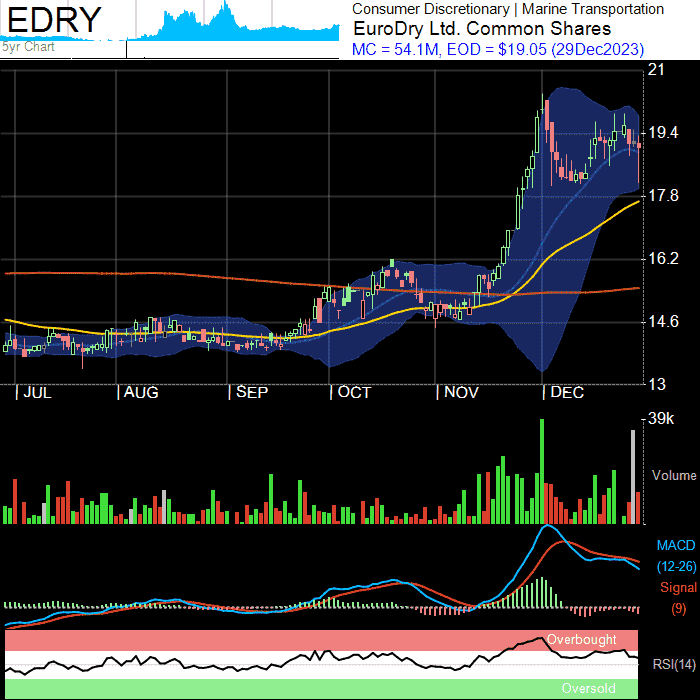 EDRY
5yr Chart
Consumer Discretionary | Marine Transportation
EuroDry Ltd. Common Shares
MC = 54.1M, EOD = $19.05 (29Dec2023)
21
19.4
17.8
16.2
14.6
13
JUL AUG SEP OCT NOV DEC
39k
Volume
MACD
(12-26)
Signal
(9)
Overbought
RSI(14)
Oversold